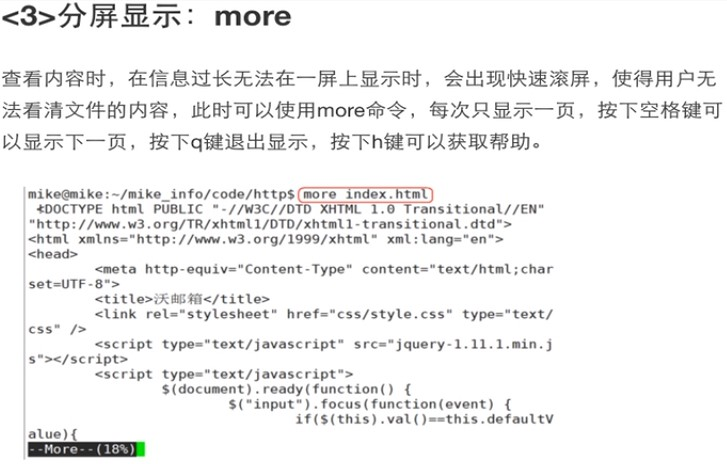 <3>分屏显示：more
查看内容时，在信息过长无法在一屏上显示时，会出现快速滚屏，使得用户无
法看清文件的内容，此时可以使用more命令，每次只显示一页，按下空格键可
以显示下一页，按下q键退出显示，按下h键可以获取帮助。
mike@mike:~/mike_info/code/http$ more index.html
<DOCTYPE html PUBLIC "-//W3C//DTD XHTML 1.0 Transitional//EN"
"http://www.w3.org/TR/xhtml1/DTD/xhtml1-transitional.dtd">
<html xmlns="http://www.w3.org/1999/xhtml" xml:lang="en">
<head>
<meta http-equiv="Content-Type" content="text/html;char
set=UTF-8">
<title>沃邮箱</title>
<link rel="stylesheet" href="css/style.css" type="text/
css" />
<script type="text/javascript" src="jquery-1.11.1.min.j
s"></script>
<script type="text/javascript">
$(document).ready(function() {
$("input").focus(function(event) {
if($(this).val()==this.defaultV
alue){
--More--(18%)